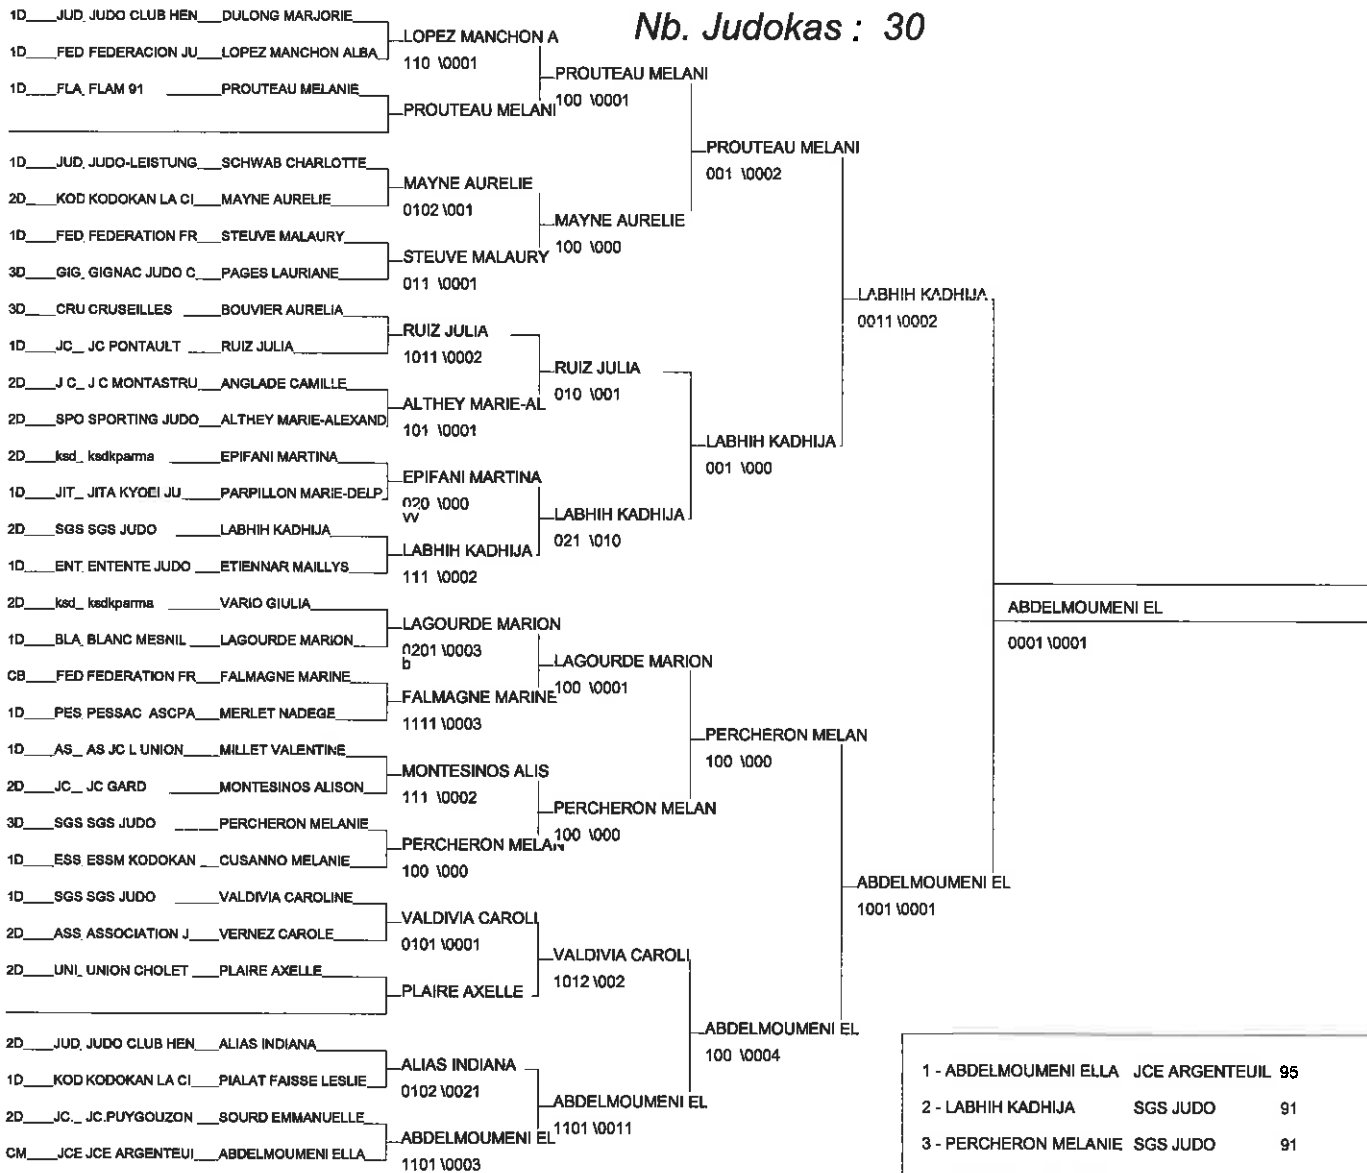 Nb. Judokas : 30
1D JUD JUDO CLUB HEN DULONG MARJORIE
1D FED FEDERACION JU LOPEZ MANCHON ALBA
1D FLA FLAM 91 PROUTEAU MELANIE
1D JUD JUDO-LEISTUNG SCHWAB CHARLOTTE
2D KOD KODOKAN LA CI MAYNE AURELIE
1D FED FEDERATION FR STEUVE MALAURY
3D GIG GIGNAC JUDO C PAGES LAURIANE
3D CRU CRUSEILLES BOUVIER AURELIA
1D JC_ JC PONTAULT RUIZ JULIA
2D J C_ J C MONTASTRU ANGLADE CAMILLE
2D SPO SPORTING JUDO ALTHEY MARIE-ALEXAND
2D ksd_ ksdkparma EPIFANI MARTINA
1D JIT_ JITA KYOEI JU PARPILLON MARIE-DELP
2D SGS SGS JUDO LABHIH KADHIJA
1D ENT ENTENTE JUDO ETIENNAR MAILLYS
2D ksd_ ksdkparma VARIO GIULIA
1D BLA BLANC MESNIL LAGOURDE MARION
CB FED FEDERATION FR FALMAGNE MARINE
1D PES PESSAC ASCPA MERLET NADEGE
1D AS_ AS JC L UNION MILLET VALENTINE
2D JC_ JC GARD MONTESINOS ALISON
3D SGS SGS JUDO PERCHERON MELANIE
1D ESS ESSM KODOKAN CUSANNO MELANIE
1D SGS SGS JUDO VALDIVIA CAROLINE
2D ASS ASSOCIATION J VERNEZ CAROLE
2D UNI_ UNION CHOLET PLAIRE AXELLE
2D JUD JUDO CLUB HEN ALIAS INDIANA
1D KOD KODOKAN LA CI PIALAT FAISSE LESLIE
2D JC._ JC.PUYGOUZON SOURD EMMANUELLE
CM JCE JCE ARGENTEUI ABDELMOUMENI ELLA
LOPEZ MANCHON A
110 \0001
PROUTEAU MELANI
MAYNE AURELIE
0102 \001
STEUVE MALAURY
011 \0001
RUIZ JULIA
1011 \0002
ALTHEY MARIE-AL
101 \0001
EPIFANI MARTINA
020 \000
W
LABHIH KADHIJA
111 \0002
LAGOURDE MARION
0201 \0003
b
FALMAGNE MARINE
1111 \0003
MONTESINOS ALIS
111 \0002
PERCHERON MELAN
100 \000
VALDIVIA CAROLI
0101 \0001
PLAIRE AXELLE
ALIAS INDIANA
0102 \0021
ABDELMOUMENI EL
1101 \0003
PROUTEAU MELANI
100 \0001
MAYNE AURELIE
100 \000
RUIZ JULIA
010 \001
LABHIH KADHIJA
021 \010
LAGOURDE MARION
100 \0001
PERCHERON MELAN
100 \000
VALDIVIA CAROLI
1012 \002
ABDELMOUMENI EL
1101 \0011
PROUTEAU MELANI
001 \0002
LABHIH KADHIJA
001 \000
PERCHERON MELAN
100 \000
ABDELMOUMENI EL
100 \0004
LABHIH KADHIJA
0011 \0002
ABDELMOUMENI EL
1001 \0001
ABDELMOUMENI EL
0001 \0001
1 - ABDELMOUMENI ELLA JCE ARGENTEUIL 95
2 - LABHIH KADHIJA SGS JUDO 91
3 - PERCHERON MELANIE SGS JUDO 91